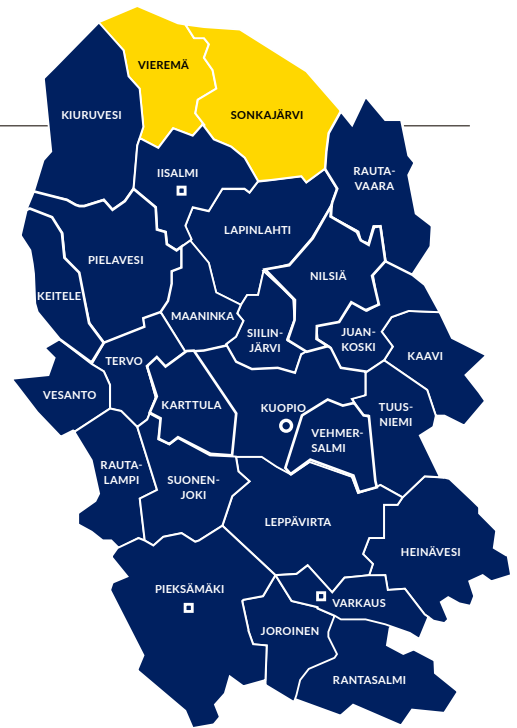 VIEREMÄ
KIURUVESI
SONKAJÄRVI
IISALMI
RAUTA-
VAARA
LAPINLAHTI
PIELAVESI
NILSIÄ
KEITELE
MAANINKA
SIILIN-
JÄRVI
JUAN-
KOSKI
KAAVI
TERVO
VESANTO
KARTTULA
KUOPIO
TUUS-
NIEMI
VEHMER-
SALMI
RAUTA-
LAMPI
SUONEN-
JOKI
LEPPÄVIRTA
HEINÄVESI
PIEKSÄMÄKI
VARKAUS
JOROINEN
RANTASALMI